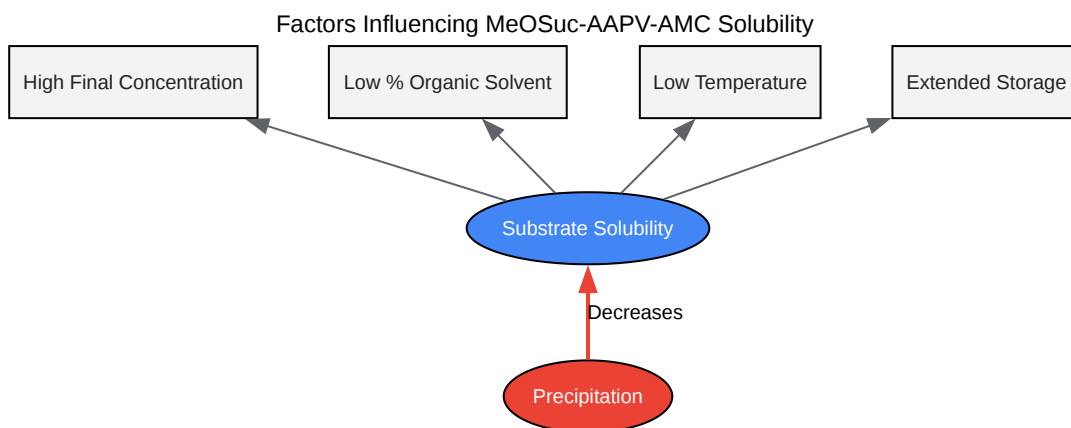 Factors Influencing MeOSuc-AAPV-AMC Solubility
High Final Concentration
Low % Organic Solvent
Low Temperature
Extended Storage
Substrate Solubility
Decreases
Precipitation